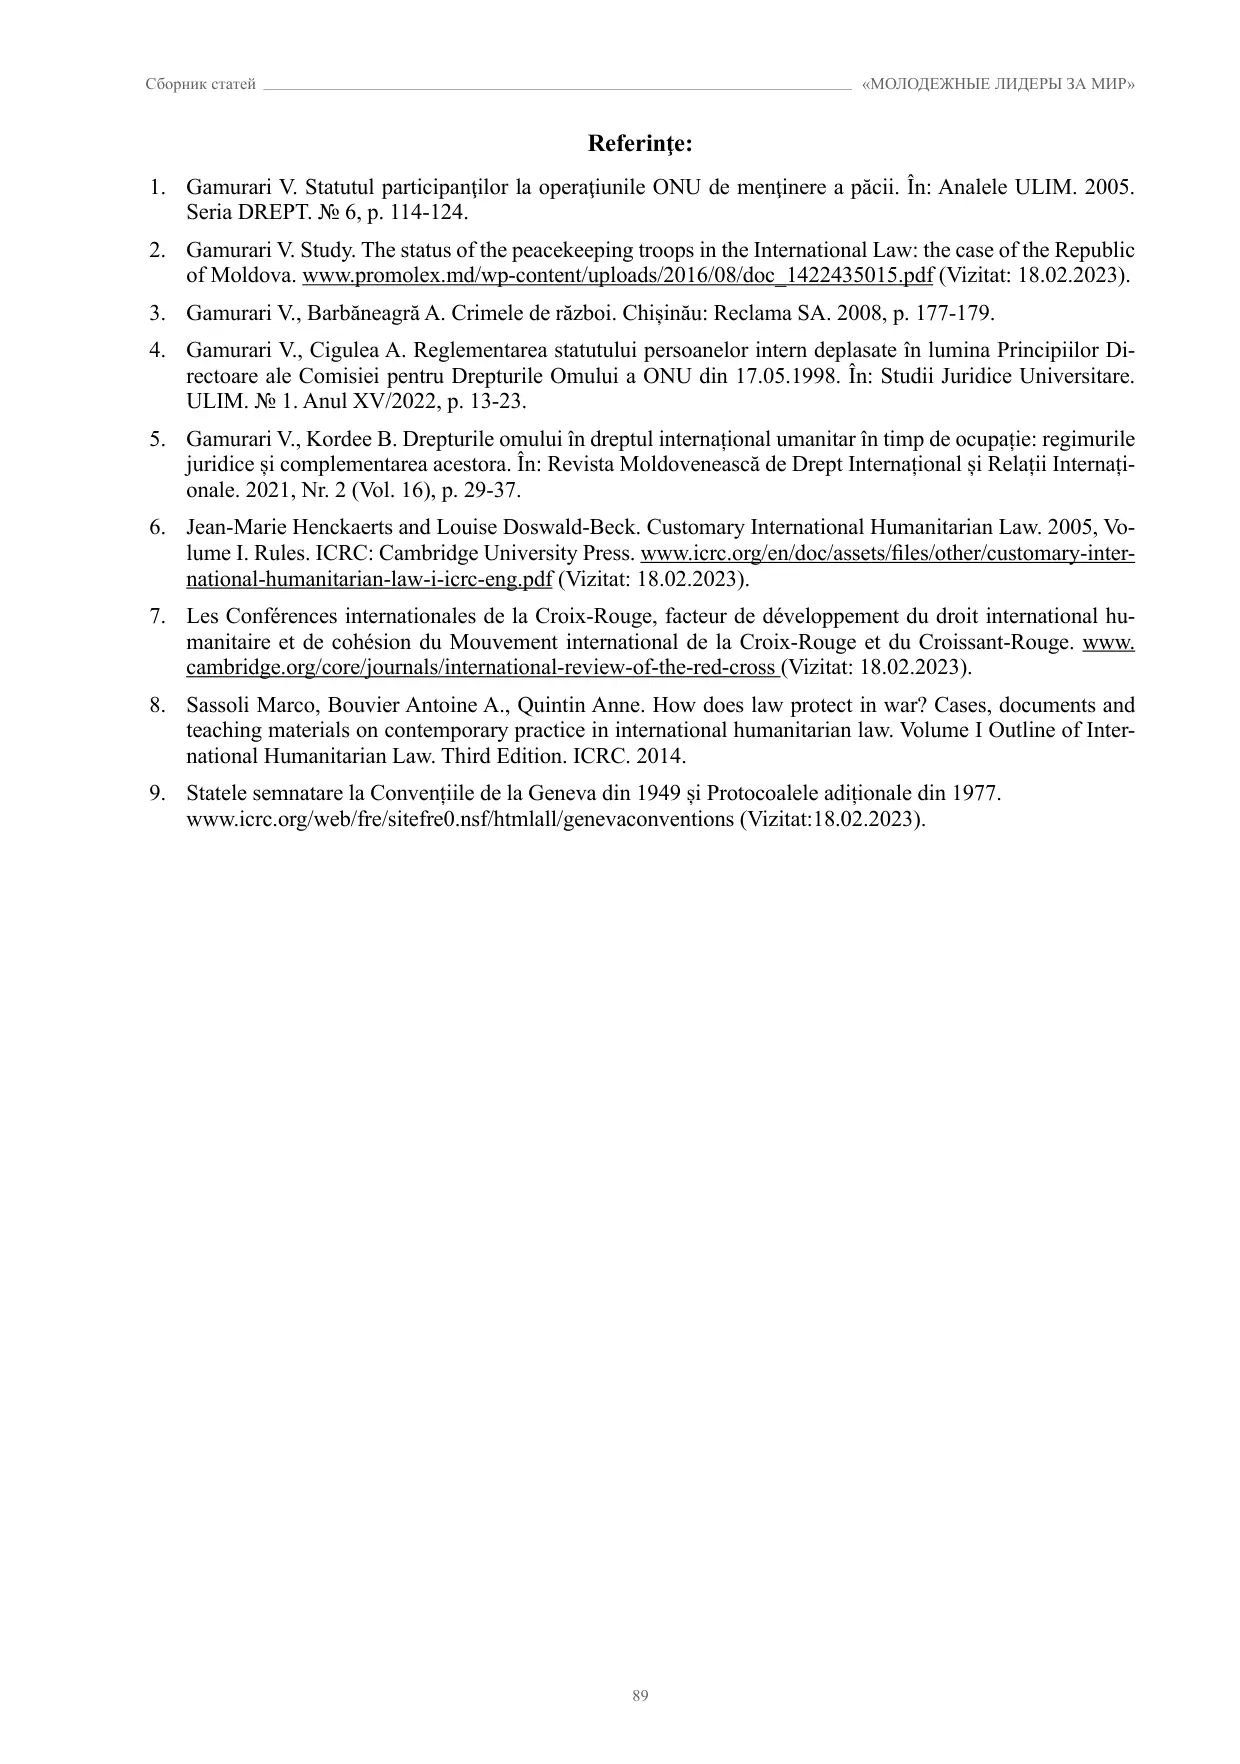 Сборник статей «МОЛОДЕЖНЫЕ ЛИДЕРЫ ЗА МИР»
Referinţe:
1. Gamurari V. Statutul participanţilor la operaţiunile ONU de menţinere a păcii. În: Analele ULIM. 2005.
Seria DREPT. № 6, p. 114-124.
2. Gamurari V. Study. The status of the peacekeeping troops in the International Law: the case of the Republic
of Moldova. www.promolex.md/wp-content/uploads/2016/08/doc_1422435015.pdf (Vizitat: 18.02.2023).
3. Gamurari V., Barbăneagră A. Crimele de război. Chișinău: Reclama SA. 2008, p. 177-179.
4. Gamurari V., Cigulea A. Reglementarea statutului persoanelor intern deplasate în lumina Principiilor Di-
rectoare ale Comisiei pentru Drepturile Omului a ONU din 17.05.1998. În: Studii Juridice Universitare.
ULIM. № 1. Anul XV/2022, p. 13-23.
5. Gamurari V., Kordee B. Drepturile omului în dreptul internațional umanitar în timp de ocupație: regimurile
juridice și complementarea acestora. În: Revista Moldovenească de Drept Internațional și Relații Internați-
onale. 2021, Nr. 2 (Vol. 16), p. 29-37.
6. Jean-Marie Henckaerts and Louise Doswald-Beck. Customary International Humanitarian Law. 2005, Vo-
lume I. Rules. ICRC: Cambridge University Press. www.icrc.org/en/doc/assets/files/other/customary-inter-
national-humanitarian-law-i-icrc-eng.pdf (Vizitat: 18.02.2023).
7. Les Conférences internationales de la Croix-Rouge, facteur de développement du droit international hu-
manitaire et de cohésion du Mouvement international de la Croix-Rouge et du Croissant-Rouge. www.
cambridge.org/core/journals/international-review-of-the-red-cross (Vizitat: 18.02.2023).
8. Sassoli Marco, Bouvier Antoine A., Quintin Anne. How does law protect in war? Cases, documents and
teaching materials on contemporary practice in international humanitarian law. Volume I Outline of Inter-
national Humanitarian Law. Third Edition. ICRC. 2014.
9. Statele semnatare la Convențiile de la Geneva din 1949 și Protocoalele adiționale din 1977.
www.icrc.org/web/fre/sitefre0.nsf/htmlall/genevaconventions (Vizitat:18.02.2023).
89